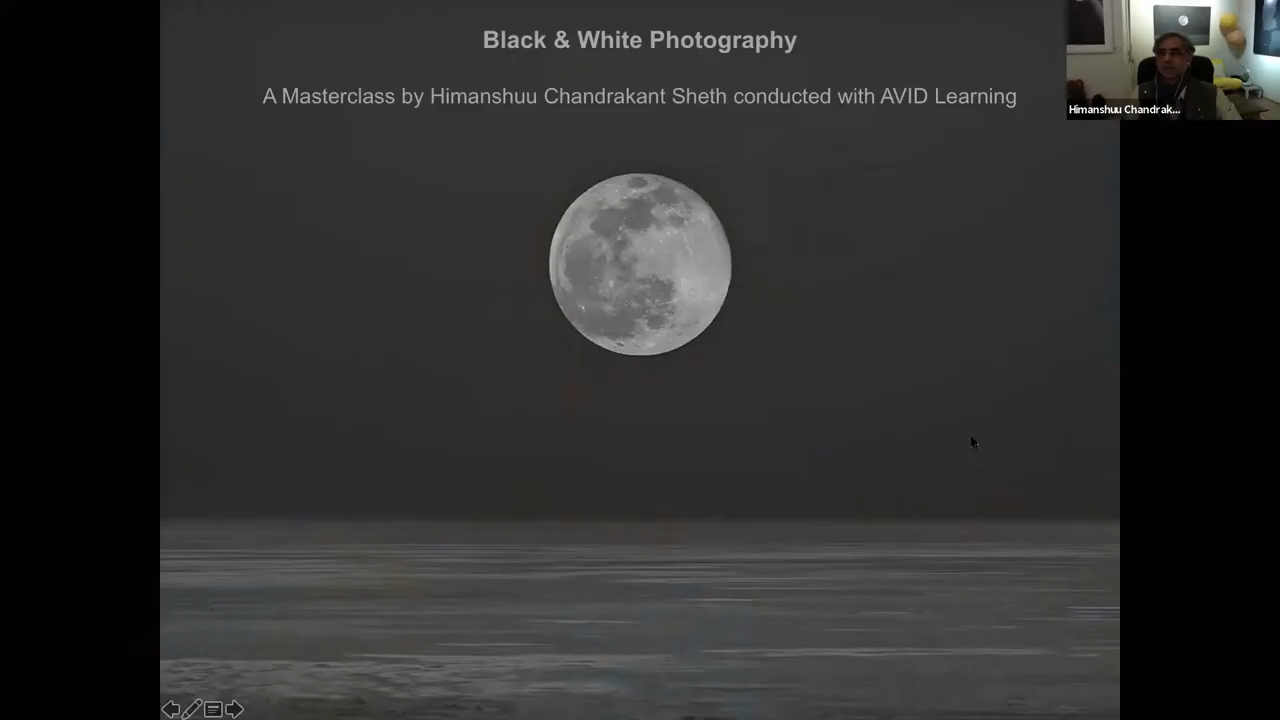 Black & White Photography
A Masterclass by Himanshuu Chandrakant Sheth conducted with AVID Learning
Himanshuu Chandrak...